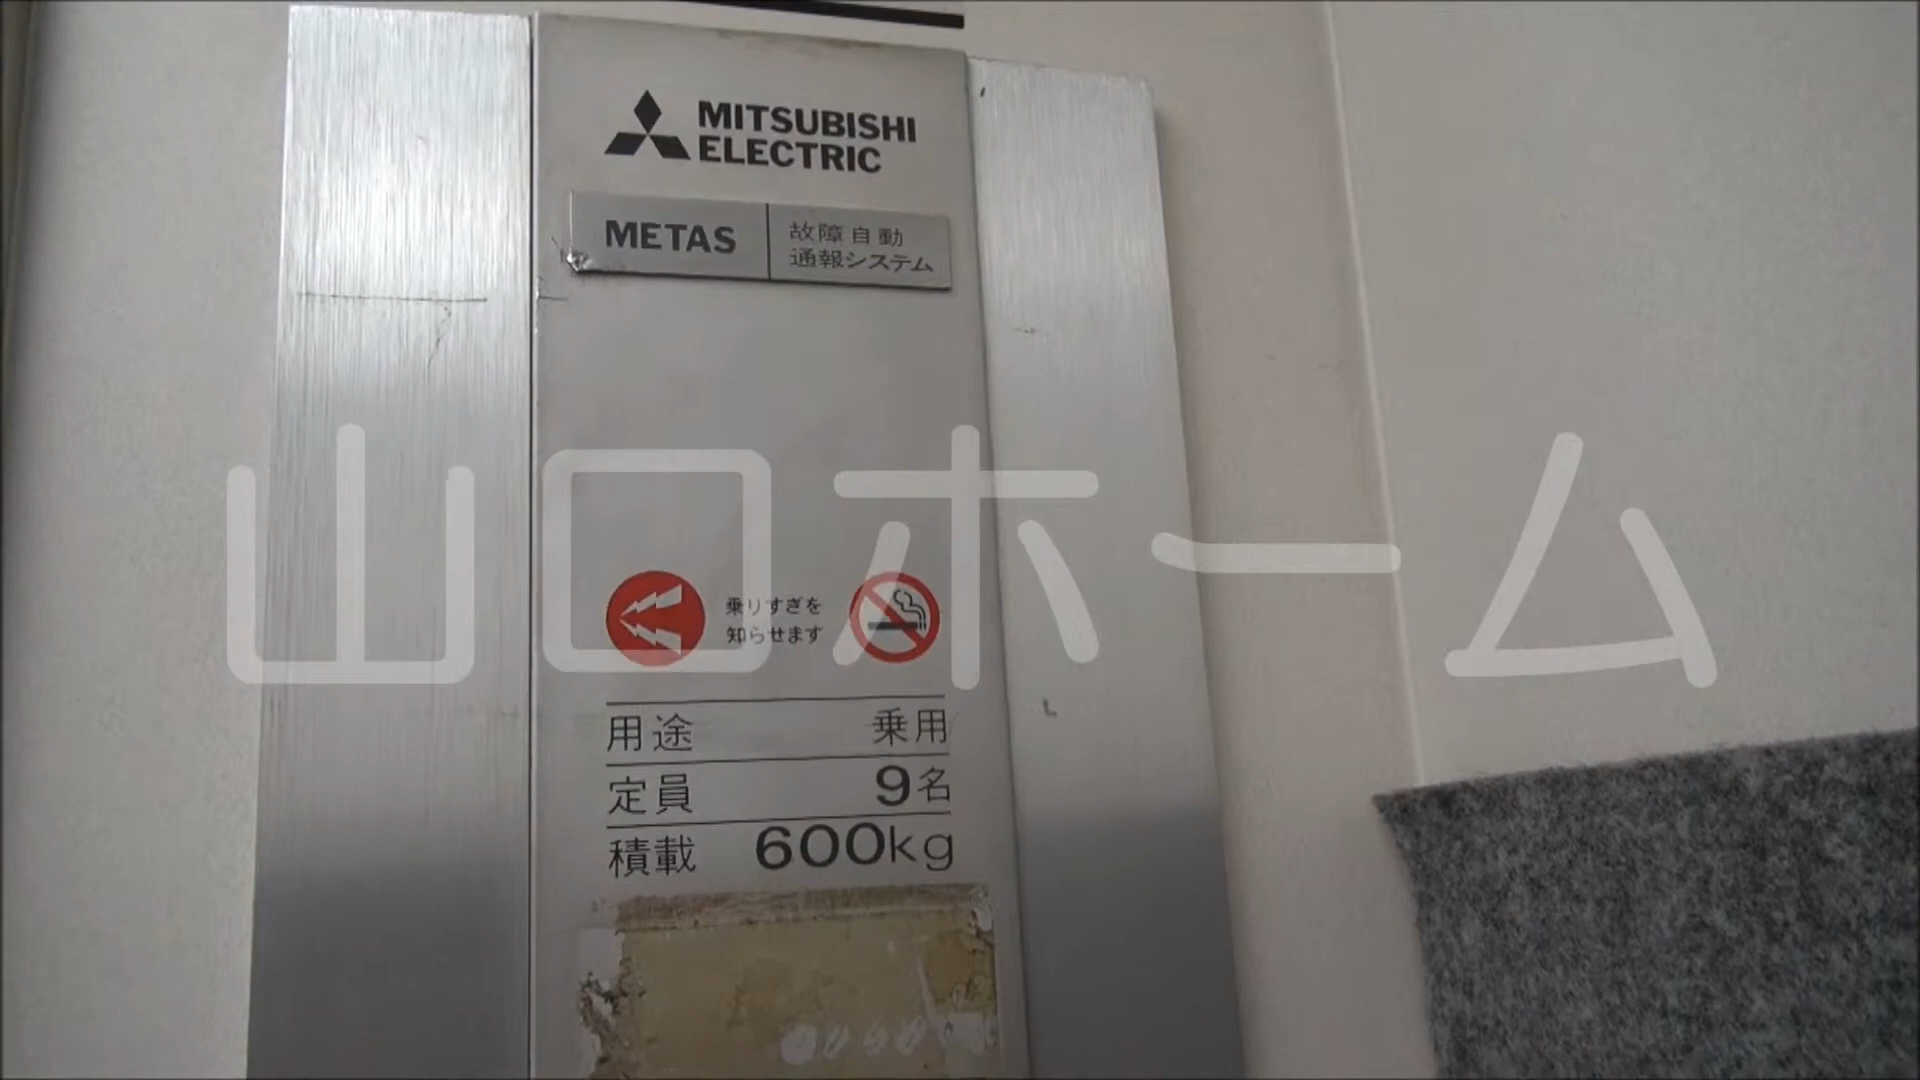 MITSUBISHI
ELECTRIC
METAS
故障自動
通報システム
山口ホーム
乗りすぎを
知らせます
用途 乗用
定員 9名
積載 600kg